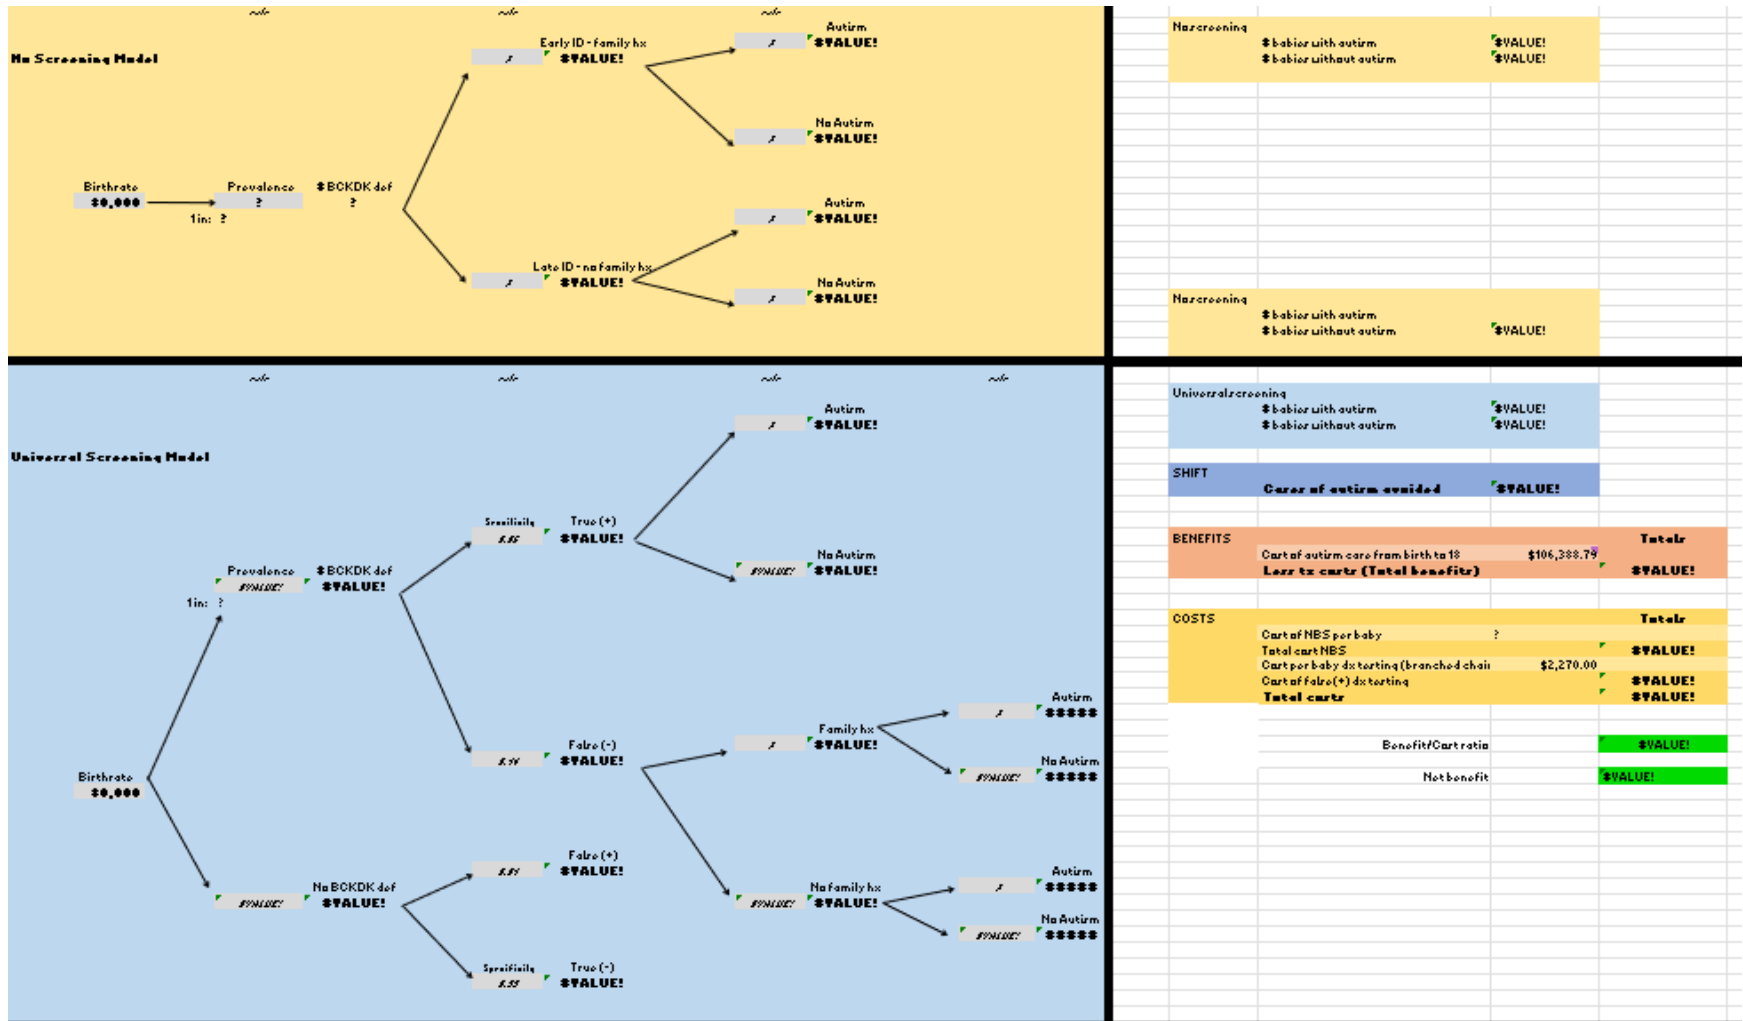 No Screening Model
Birthrate
Prevalence
?
1 in: ?
# BCKDK def
?
Early ID - family hx
? #VALUE!
Late ID - no family hx
? #VALUE!
Autism
? #VALUE!
No Autism
? #VALUE!
Autism
? #VALUE!
No Autism
? #VALUE!
No screening
# babies with autism #VALUE!
# babies without autism #VALUE!
No screening
# babies with autism
# babies without autism #VALUE!
Universal Screening Model
Birthrate
Prevalence
#VALUE!
1 in: ?
# BCKDK def
#VALUE!
No BCKDK def
#VALUE! #VALUE!
Sensitivity
True (+)
#VALUE!
False (-)
#VALUE!
False (+)
#VALUE!
Specificity
True (-)
#VALUE!
Autism
? #VALUE!
No Autism
#VALUE! #VALUE!
Family hx
? #VALUE!
No family hx
#VALUE! #VALUE!
Autism
? #####
No Autism
#VALUE! #####
Autism
? #####
No Autism
#VALUE! #####
Universal screening
# babies with autism #VALUE!
# babies without autism #VALUE!
SHIFT
Cases of autism avoided #VALUE!
BENEFITS Totals
Cost of autism care from birth to 18 $106,388.79
Less tx costs (Total benefits) #VALUE!
COSTS Totals
Cost of NBS per baby ?
Total cost NBS #VALUE!
Cost per baby dx testing (branched chai $2,270.00
Cost of false (+) dx testing #VALUE!
Total costs #VALUE!
Benefit/Cost ratio #VALUE!
Net benefit #VALUE!